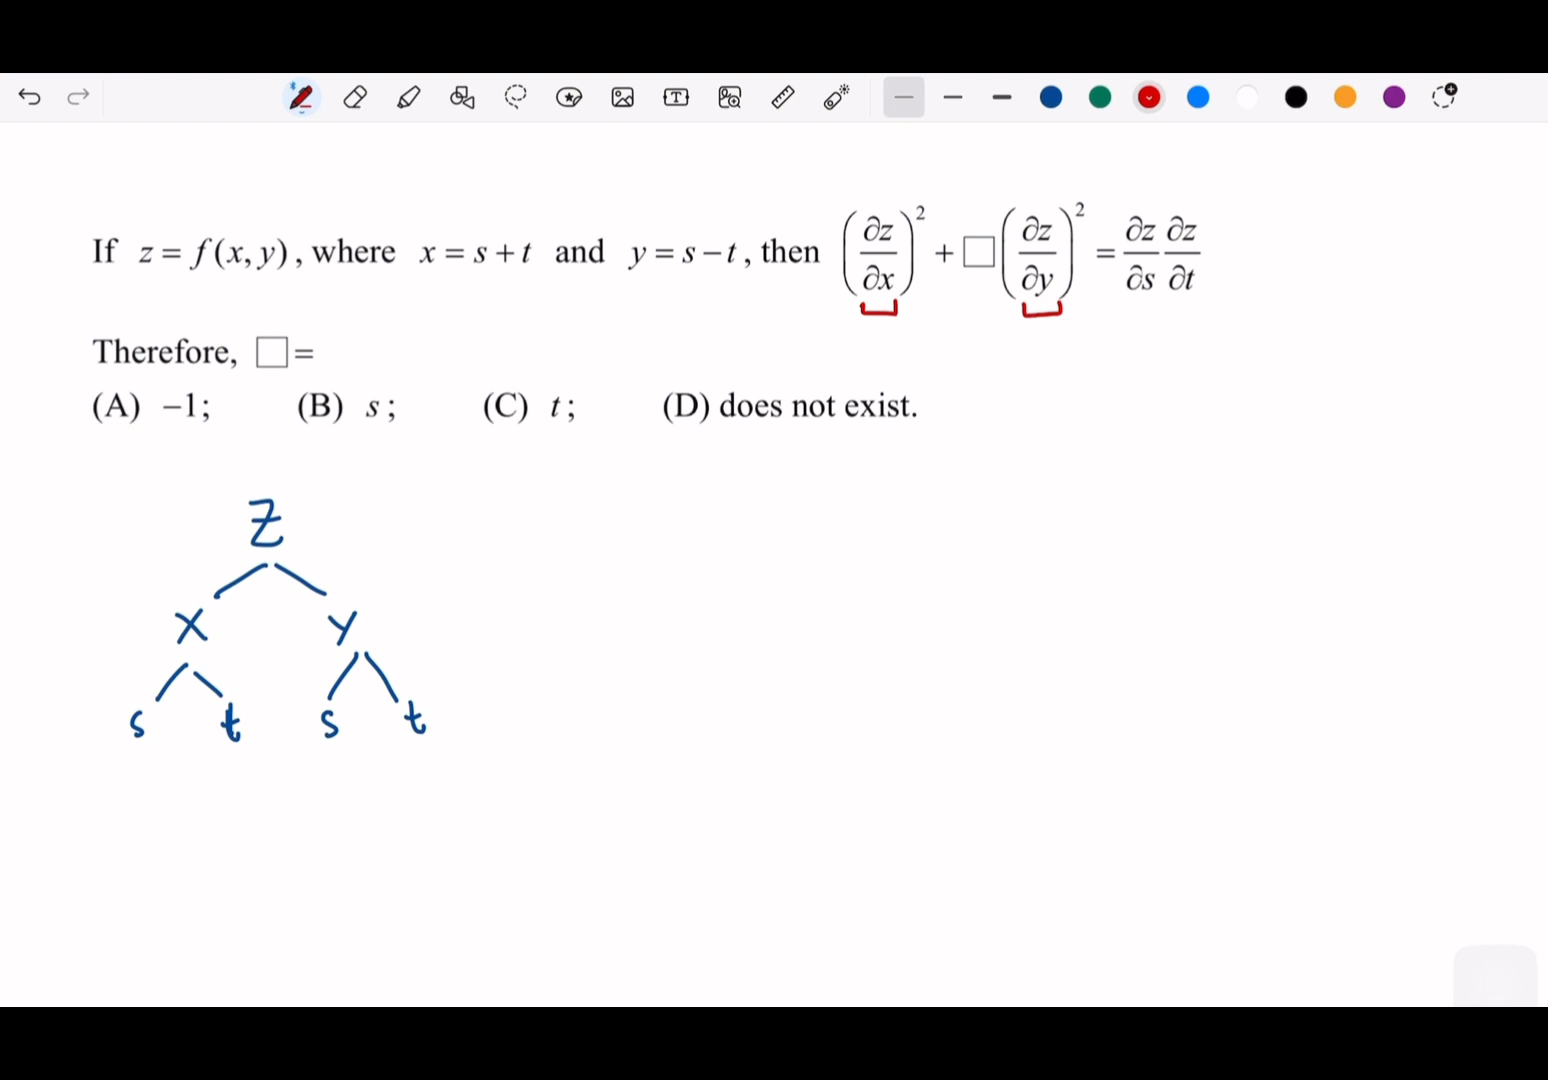 If z = f(x, y), where x = s + t and y = s − t, then (∂z/∂x)² + □(∂z/∂y)² = ∂z/∂s ∂z/∂t
Therefore, □ =
(A) −1; (B) s; (C) t; (D) does not exist.
Z
X Y
s t s t